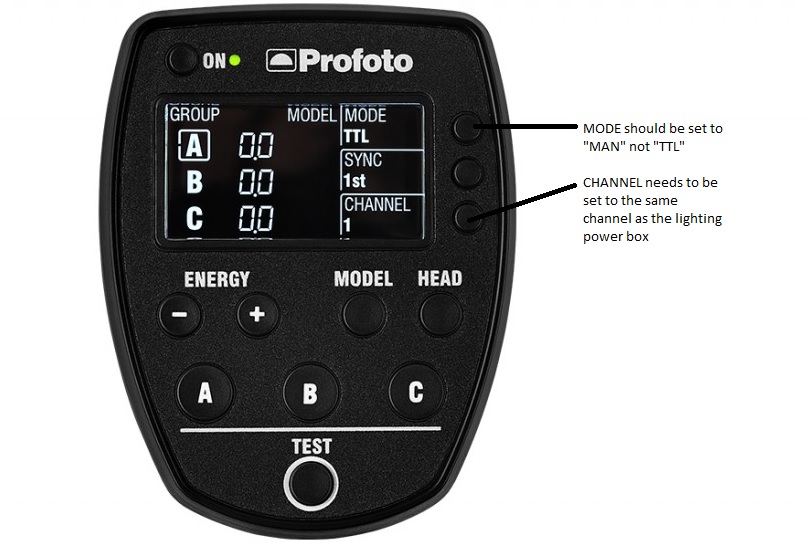 ON Profoto
GROUP MODEL MODE
TTL
A 0.0
SYNC
1st
B 0.0
CHANNEL
1
C 0.0
ENERGY MODEL HEAD
- +
A B C
TEST
MODE should be set to
"MAN" not "TTL"
CHANNEL needs to be
set to the same
channel as the lighting
power box